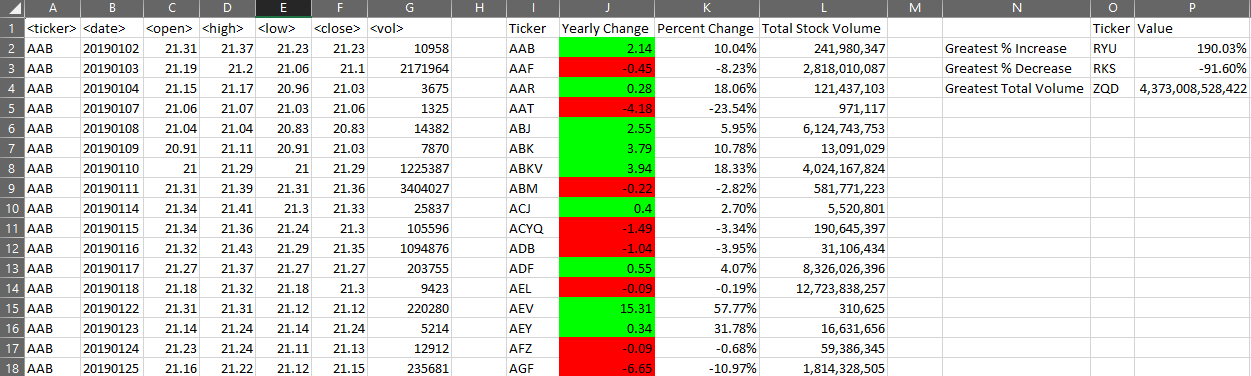 A B C D E F G H I J K L M N O P
1 <ticker> <date> <open> <high> <low> <close> <vol> Ticker Yearly Change Percent Change Total Stock Volume Ticker Value
2 AAB 20190102 21.31 21.37 21.23 21.23 10958 AAB 2.14 10.04% 241,980,347 Greatest % Increase RYU 190.03%
3 AAB 20190103 21.19 21.2 21.06 21.1 2171964 AAF -0.45 -8.23% 2,818,010,087 Greatest % Decrease RKS -91.60%
4 AAB 20190104 21.15 21.17 20.96 21.03 3675 AAR 0.28 18.06% 121,437,103 Greatest Total Volume ZQD 4,373,008,528,422
5 AAB 20190107 21.06 21.07 21.03 21.06 1325 AAT -4.18 -23.54% 971,117
6 AAB 20190108 21.04 21.04 20.83 20.83 14382 ABJ 2.55 5.95% 6,124,743,753
7 AAB 20190109 20.91 21.11 20.91 21.03 7870 ABK 3.79 10.78% 13,091,029
8 AAB 20190110 21 21.29 21 21.29 1225387 ABKV 3.94 18.33% 4,024,167,824
9 AAB 20190111 21.31 21.39 21.31 21.36 3404027 ABM -0.22 -2.82% 581,771,223
10 AAB 20190114 21.34 21.41 21.3 21.33 25837 ACJ 0.4 2.70% 5,520,801
11 AAB 20190115 21.34 21.36 21.24 21.3 105596 ACYQ -1.49 -3.34% 190,645,397
12 AAB 20190116 21.32 21.43 21.29 21.35 1094876 ADB -1.04 -3.95% 31,106,434
13 AAB 20190117 21.27 21.37 21.27 21.27 203755 ADF 0.55 4.07% 8,326,026,396
14 AAB 20190118 21.18 21.32 21.18 21.3 9423 AEL -0.09 -0.19% 12,723,838,257
15 AAB 20190122 21.31 21.31 21.12 21.12 220280 AEV 15.31 57.77% 310,625
16 AAB 20190123 21.14 21.14 21.14 21.24 5214 AEY 0.34 31.78% 16,631,656
17 AAB 20190124 21.23 21.24 21.11 21.13 12912 AFZ -0.09 -0.68% 59,386,345
18 AAB 20190125 21.16 21.22 21.12 21.15 235681 AGF -6.65 -10.97% 1,814,328,505